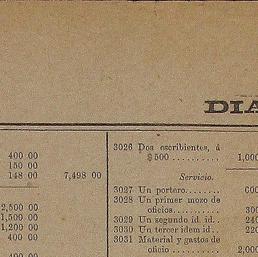 DIA
400 00
150 00
148 00 7,498 00
2,500 00
1,500 00
1,200 00
400 00
400 00
3026 Dos escribientes, á
$500 .......... 1,000
Servicio.
3027 Un portero....... 600
3028 Un primer mozo de
oficios.......... 300
3029 Un segundo id. id.. 240
3030 Un tercer idem id.. 220
3031 Material y gastos de
oficio .......... 2,000